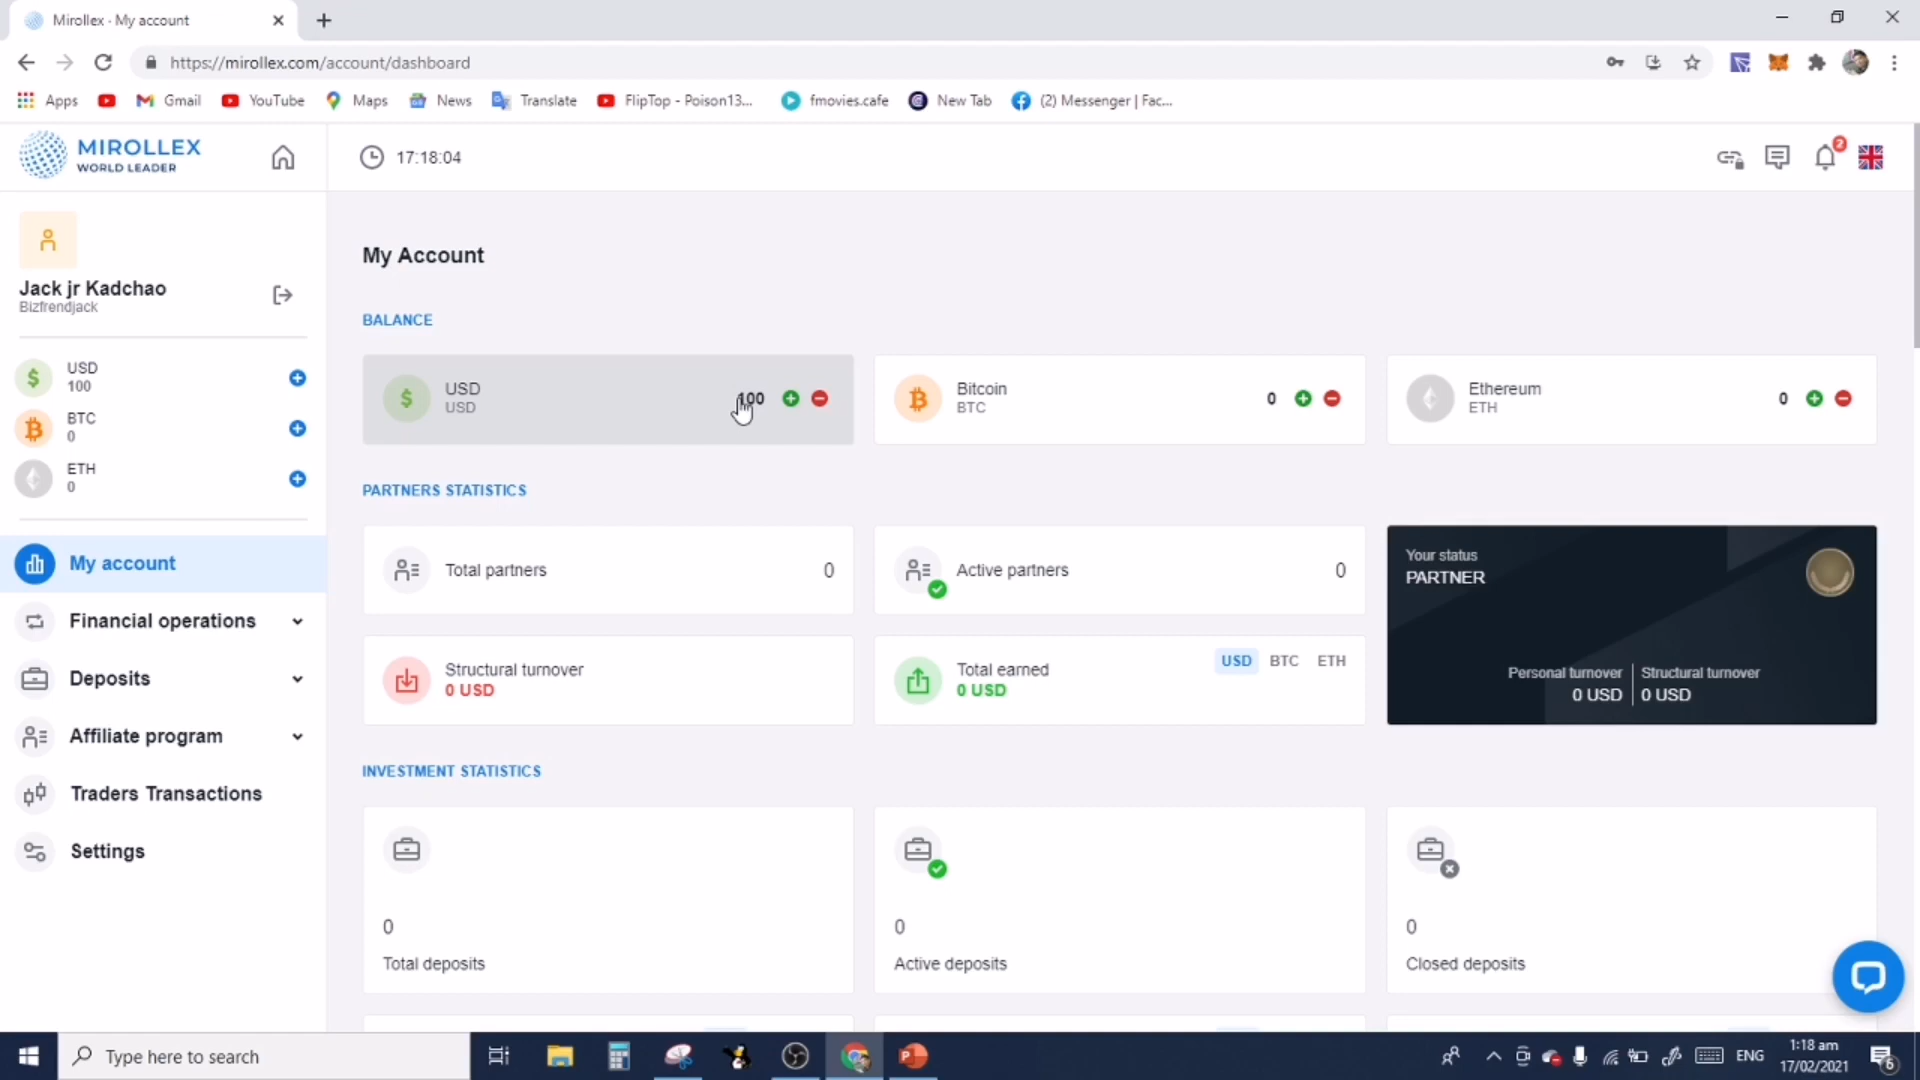 Mirollex - My account
https://mirollex.com/account/dashboard
Apps
Gmail
YouTube
Maps
News
Translate
FlipTop - Poison13...
fmovies.cafe
New Tab
(2) Messenger | Fac...
MIROLLEX
WORLD LEADER
17:18:04
2
Jack jr Kadchao
Bizfrendjack
USD
100
BTC
0
ETH
0
My account
Financial operations
Deposits
Affiliate program
Traders Transactions
Settings
My Account
BALANCE
USD
USD
100
Bitcoin
BTC
0
Ethereum
ETH
0
PARTNERS STATISTICS
Total partners
0
Active partners
0
Your status
PARTNER
Personal turnover
0 USD
Structural turnover
0 USD
Structural turnover
0 USD
Total earned
0 USD
USD BTC ETH
INVESTMENT STATISTICS
0
Total deposits
0
Active deposits
0
Closed deposits
Type here to search
ENG
1:18 am
17/02/2021
6